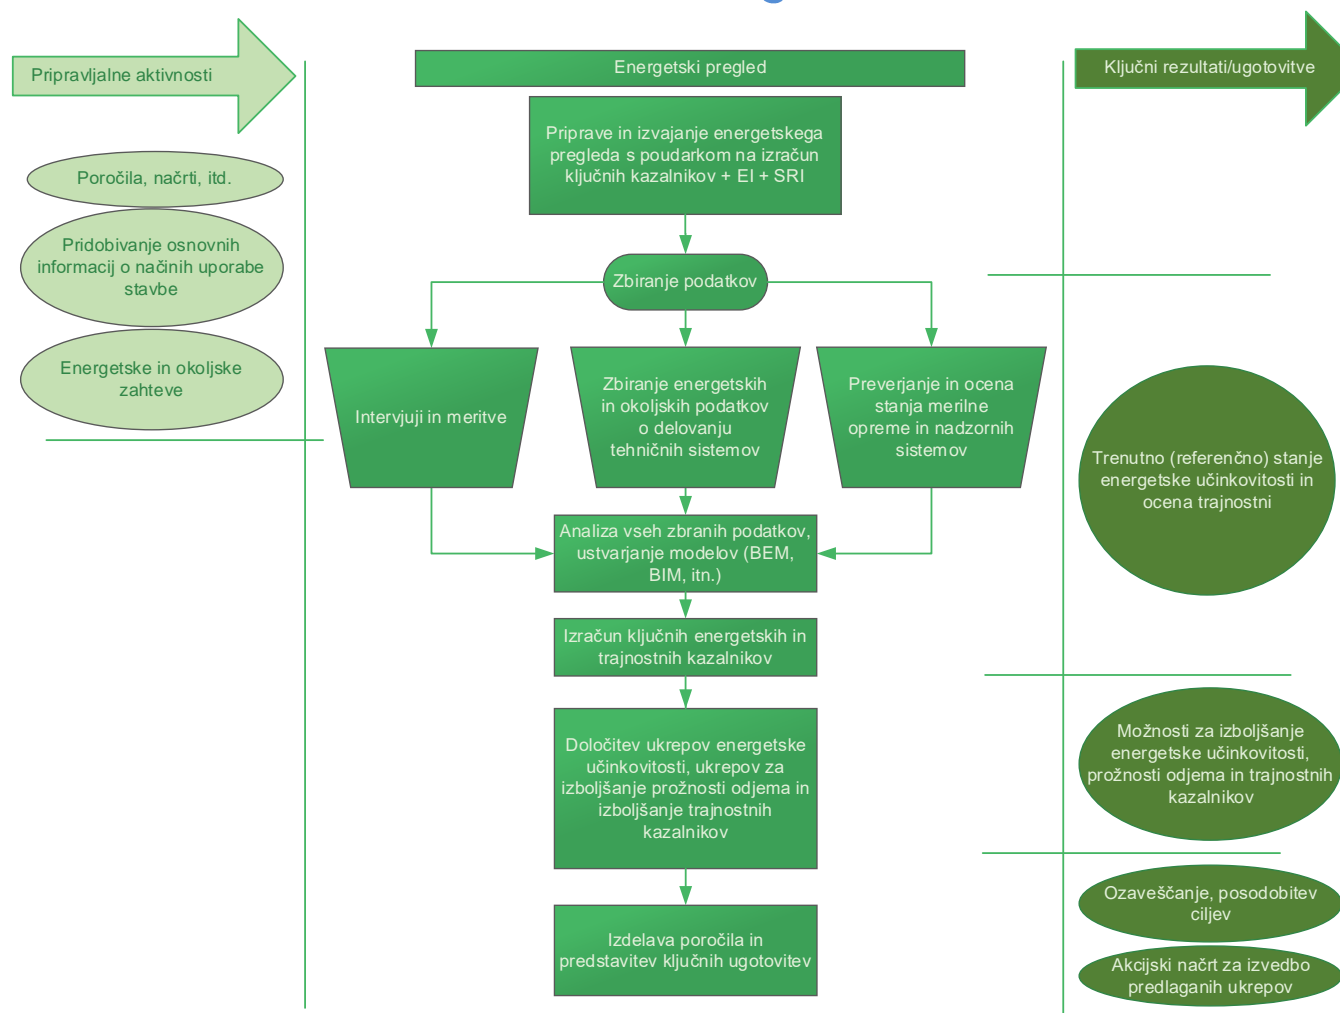 Pripravljalne aktivnosti
Poročila, načrti, itd.
Pridobivanje osnovnih
informacij o načinih uporabe
stavbe
Energetske in okoljske
zahteve
Energetski pregled
Priprave in izvajanje energetskega
pregleda s poudarkom na izračun
ključnih kazalnikov + EI + SRI
Zbiranje podatkov
Intervjuji in meritve
Zbiranje energetskih
in okoljskih podatkov
o delovanju
tehničnih sistemov
Preverjanje in ocena
stanja merilne
opreme in nadzornih
sistemov
Analiza vseh zbranih podatkov,
ustvarjanje modelov (BEM,
BIM, itn.)
Izračun ključnih energetskih in
trajnostnih kazalnikov
Določitev ukrepov energetske
učinkovitosti, ukrepov za
izboljšanje prožnosti odjema in
izboljšanje trajnostnih
kazalnikov
Izdelava poročila in
predstavitev ključnih ugotovitev
Ključni rezultati/ugotovitve
Trenutno (referenčno) stanje
energetske učinkovitosti in
ocena trajnostni
Možnosti za izboljšanje
energetske učinkovitosti,
prožnosti odjema in trajnostnih
kazalnikov
Ozaveščanje, posodobitev
ciljev
Akcijski načrt za izvedbo
predlaganih ukrepov